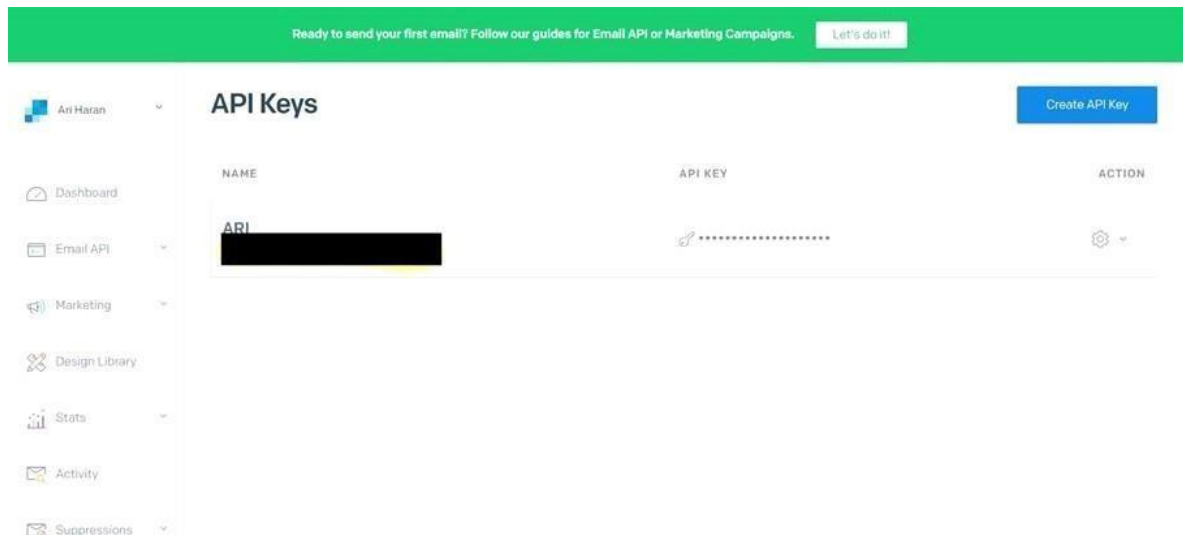 Ready to send your first email? Follow our guides for Email API or Marketing Campaigns. Let's do it!
Ari Haran
API Keys
Create API Key
NAME API KEY ACTION
Dashboard
ARI
••••••••••••••••••••
Email API
Marketing
Design Library
Stats
Activity
Suppressions